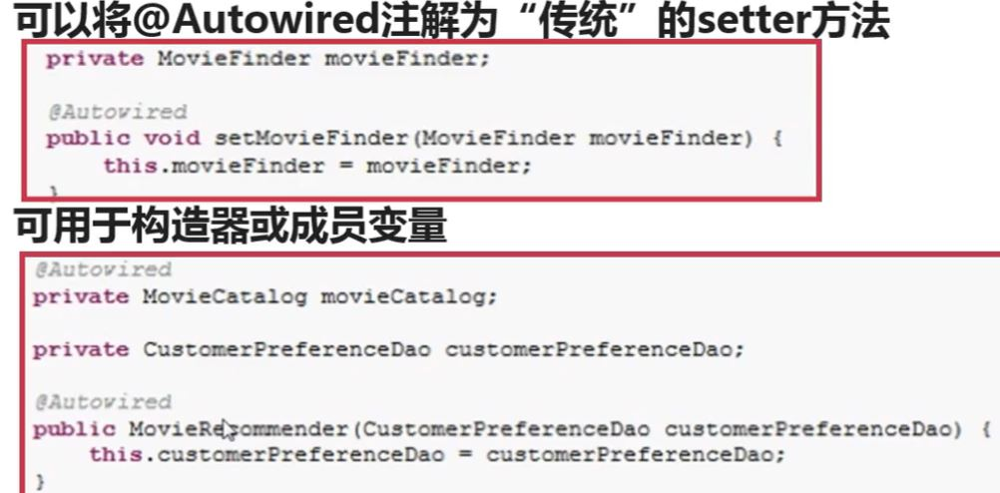 可以将@Autowired注解为“传统”的setter方法
private MovieFinder movieFinder;
@Autowired
public void setMovieFinder(MovieFinder movieFinder) {
this.movieFinder = movieFinder;
}
可用于构造器或成员变量
@Autowired
private MovieCatalog movieCatalog;
private CustomerPreferenceDao customerPreferenceDao;
@Autowired
public MovieRecommender(CustomerPreferenceDao customerPreferenceDao) {
this.customerPreferenceDao = customerPreferenceDao;
}